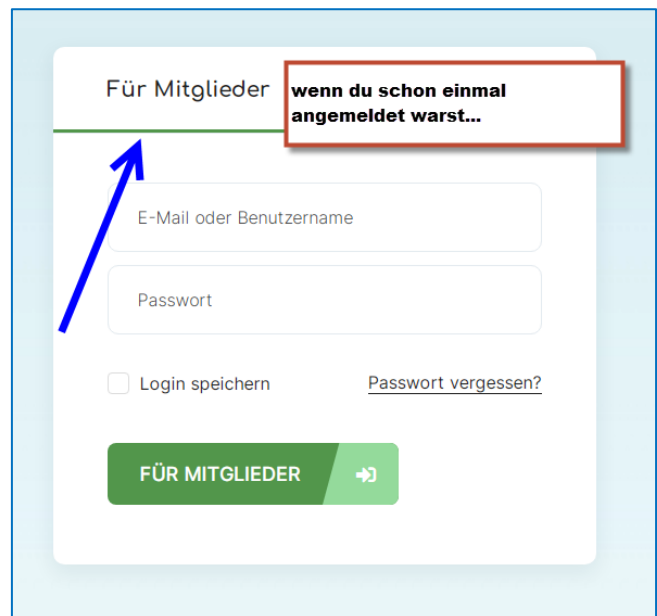 Für Mitglieder
wenn du schon einmal
angemeldet warst...
E-Mail oder Benutzername
Passwort
Login speichern
Passwort vergessen?
FÜR MITGLIEDER